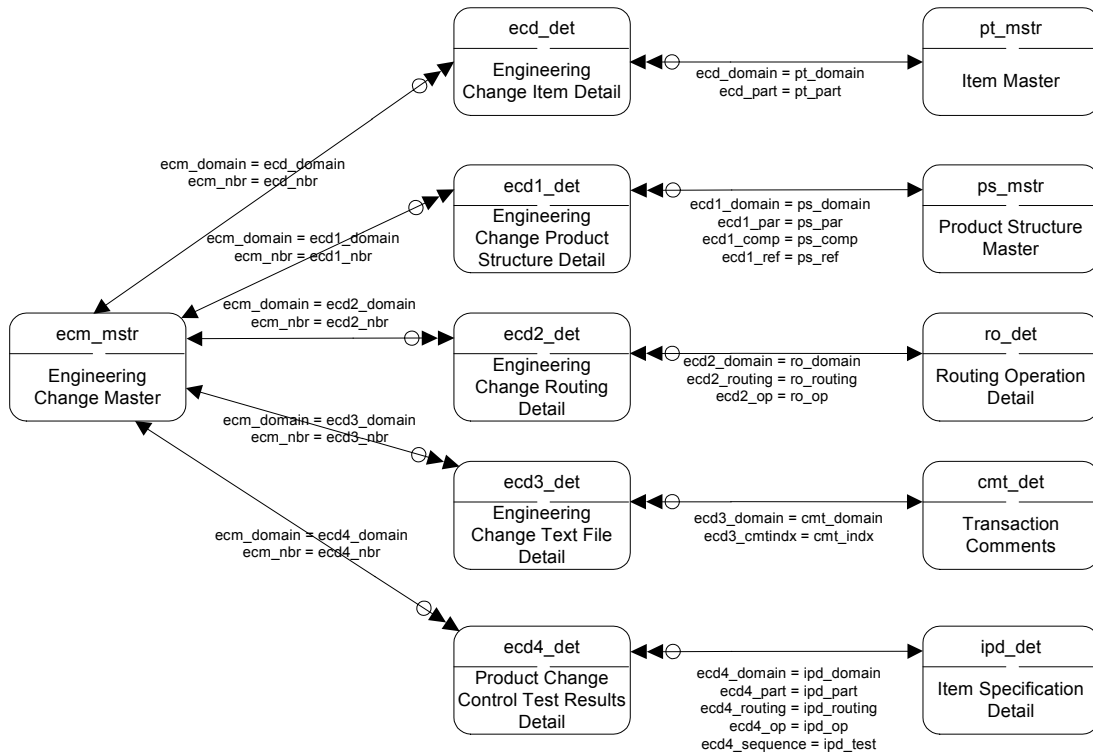 ecd_det
Engineering
Change Item Detail
ecd_domain = pt_domain
ecd_part = pt_part
pt_mstr
Item Master
ecm_domain = ecd_domain
ecm_nbr = ecd_nbr
ecd1_det
Engineering
Change Product
Structure Detail
ecd1_domain = ps_domain
ecd1_par = ps_par
ecd1_comp = ps_comp
ecd1_ref = ps_ref
ps_mstr
Product Structure
Master
ecm_domain = ecd1_domain
ecm_nbr = ecd1_nbr
ecm_domain = ecd2_domain
ecm_nbr = ecd2_nbr
ecm_mstr
Engineering
Change Master
ecd2_det
Engineering
Change Routing
Detail
ecd2_domain = ro_domain
ecd2_routing = ro_routing
ecd2_op = ro_op
ro_det
Routing Operation
Detail
ecm_domain = ecd3_domain
ecm_nbr = ecd3_nbr
ecd3_det
Engineering
Change Text File
Detail
ecd3_domain = cmt_domain
ecd3_cmtindx = cmt_indx
cmt_det
Transaction
Comments
ecm_domain = ecd4_domain
ecm_nbr = ecd4_nbr
ecd4_det
Product Change
Control Test Results
Detail
ecd4_domain = ipd_domain
ecd4_part = ipd_part
ecd4_routing = ipd_routing
ecd4_op = ipd_op
ecd4_sequence = ipd_test
ipd_det
Item Specification
Detail